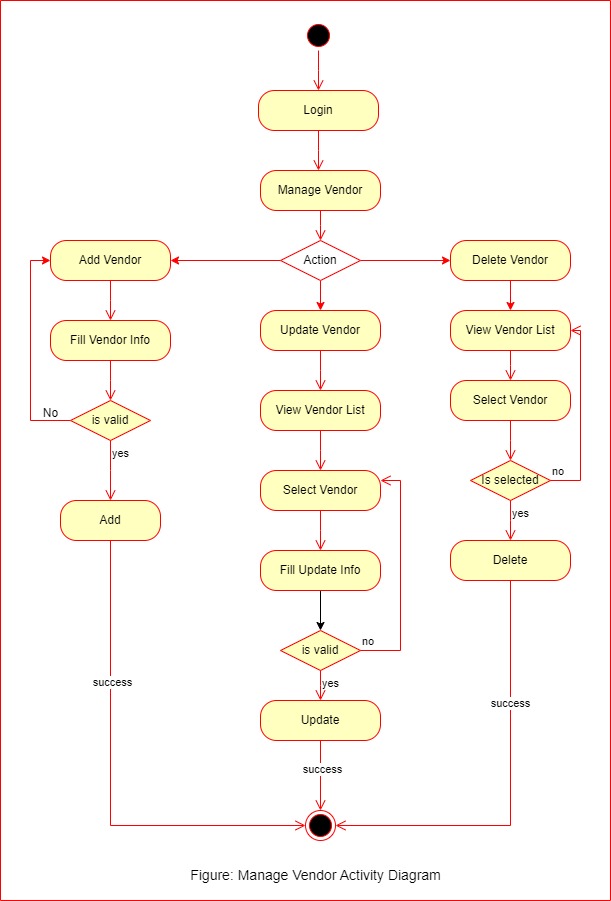 Login
Manage Vendor
Add Vendor
Action
Delete Vendor
Fill Vendor Info
Update Vendor
View Vendor List
No
is valid
yes
View Vendor List
Select Vendor
Add
Select Vendor
Is selected
no
yes
Fill Update Info
Delete
is valid
no
yes
success
Update
success
success
Figure: Manage Vendor Activity Diagram